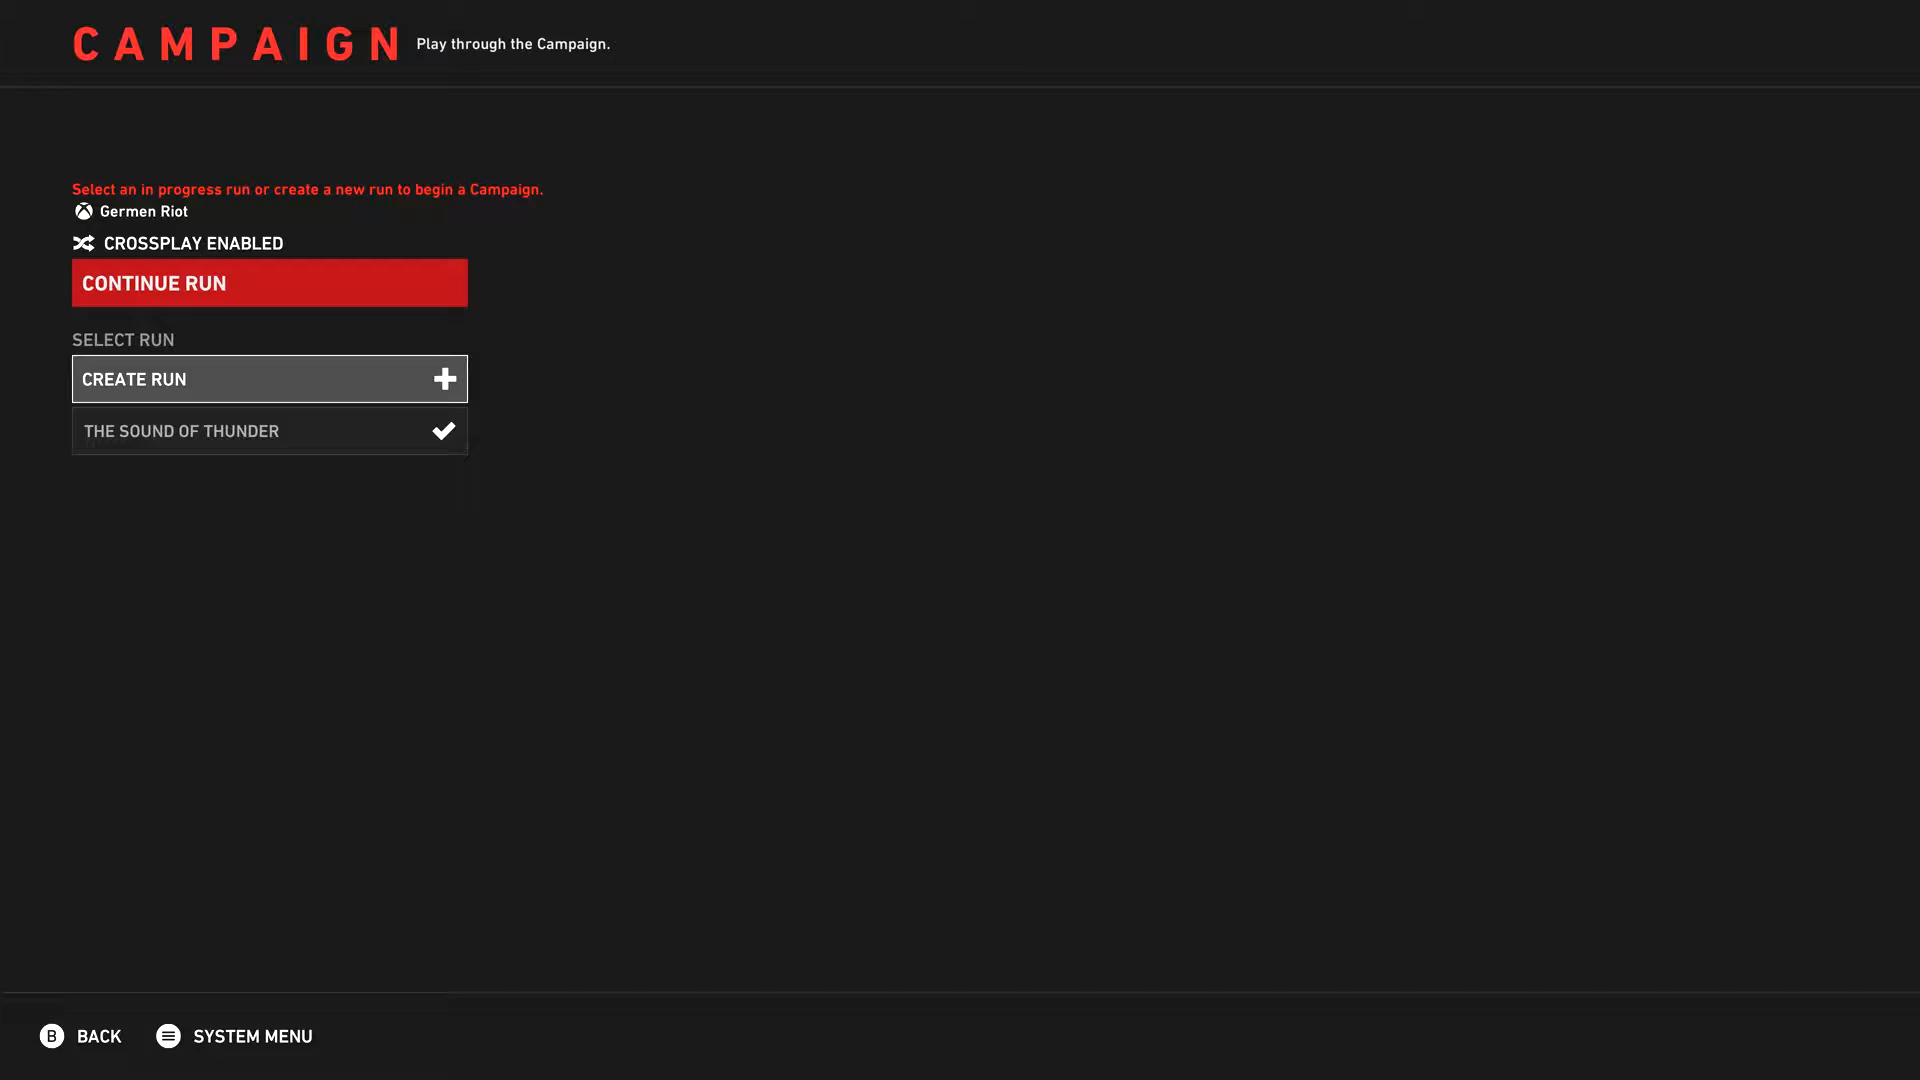 CAMPAIGN Play through the Campaign.
Select an in progress run or create a new run to begin a Campaign.
Germen Riot
CROSSPLAY ENABLED
CONTINUE RUN
SELECT RUN
CREATE RUN
THE SOUND OF THUNDER
B BACK SYSTEM MENU